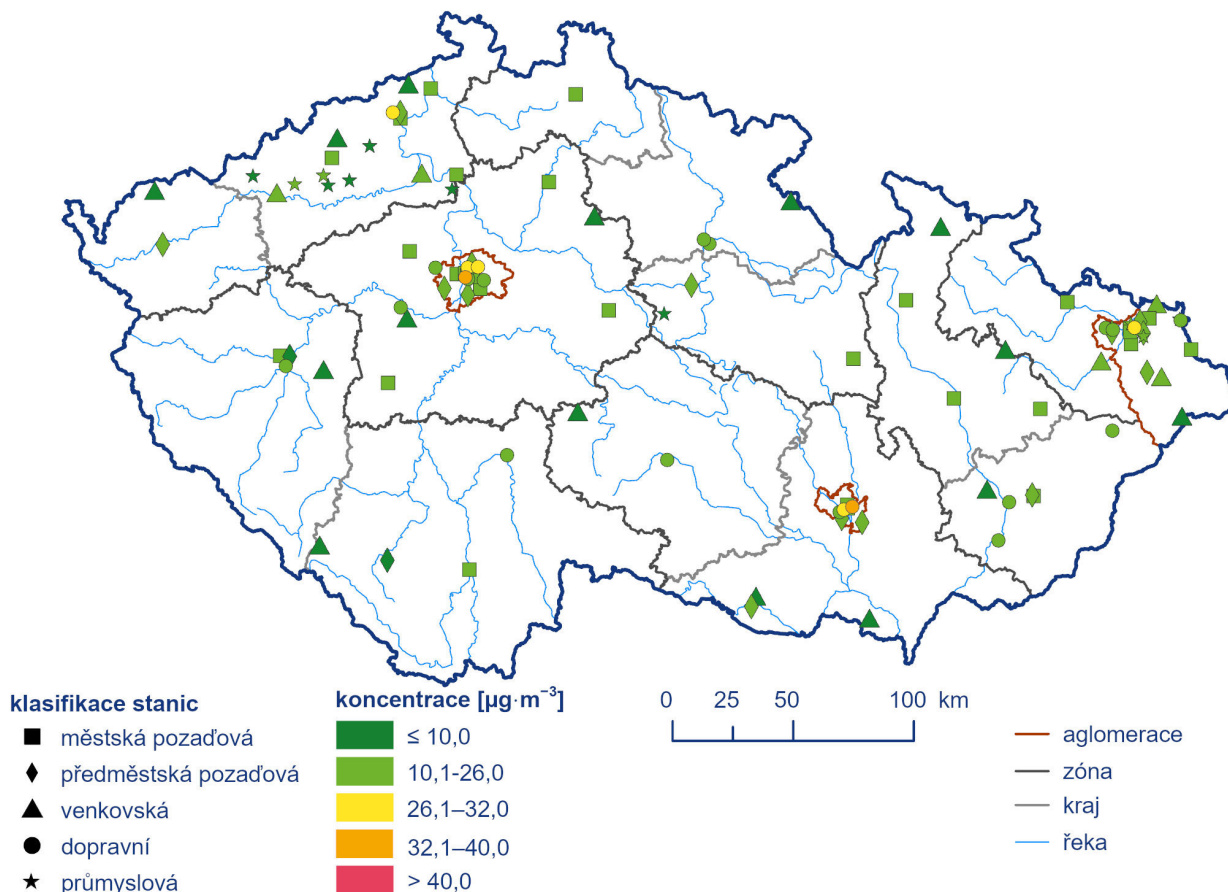 klasifikace stanic
městská pozaďová
předměstská pozaďová
venkovská
dopravní
průmyslová
koncentrace [µg·m⁻³]
≤ 10,0
10,1-26,0
26,1–32,0
32,1–40,0
> 40,0
0 25 50 100 km
aglomerace
zóna
kraj
řeka